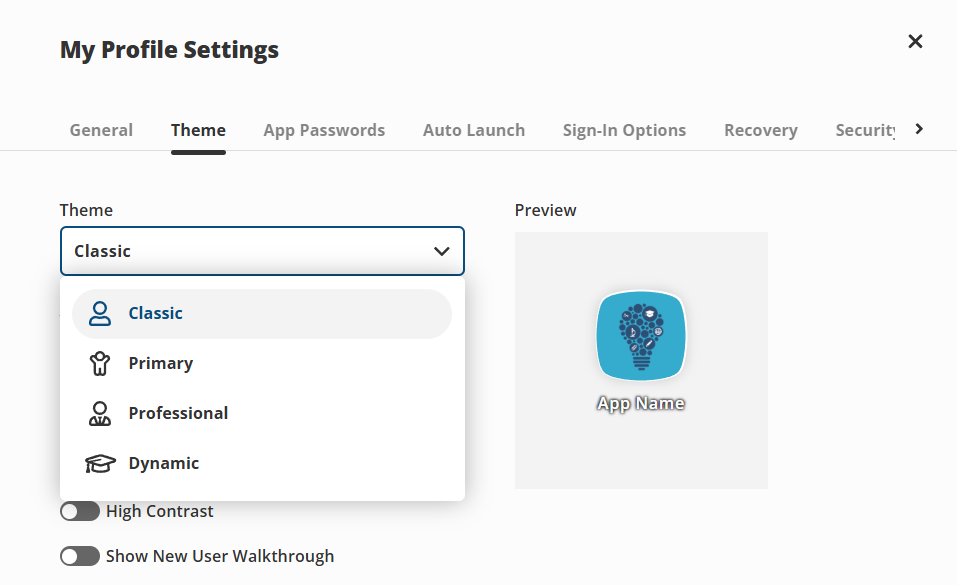 My Profile Settings
General Theme App Passwords Auto Launch Sign-In Options Recovery Security
Theme
Classic
Classic
Primary
Professional
Dynamic
High Contrast
Show New User Walkthrough
Preview
App Name